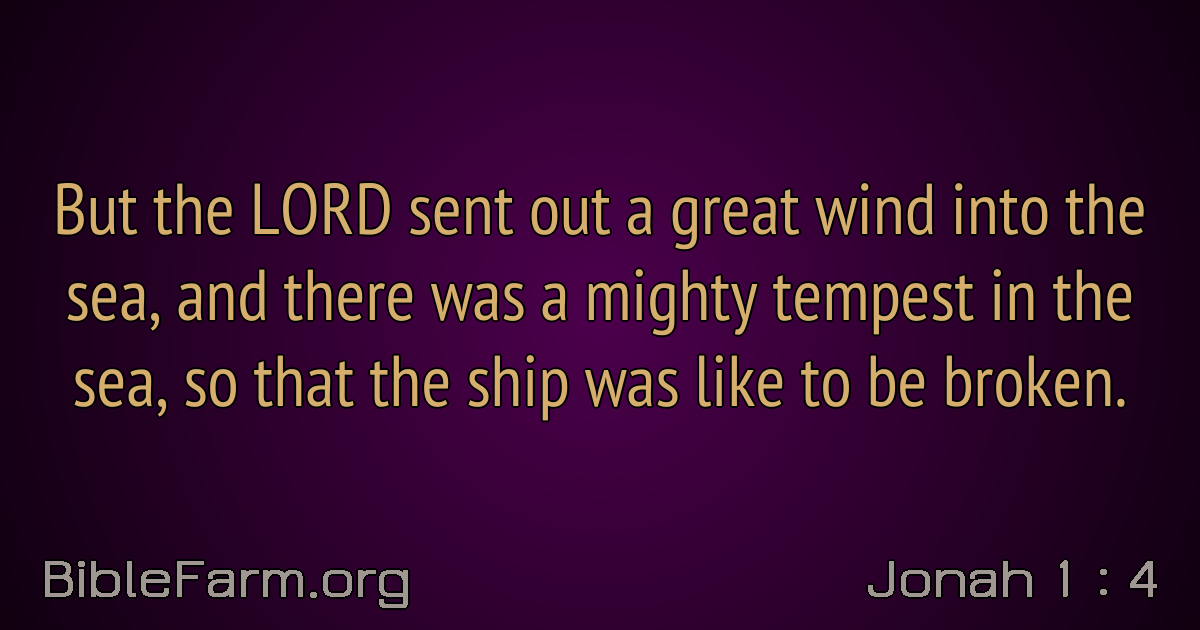 But the LORD sent out a great wind into the
sea, and there was a mighty tempest in the
sea, so that the ship was like to be broken.
BibleFarm.org
Jonah 1 : 4